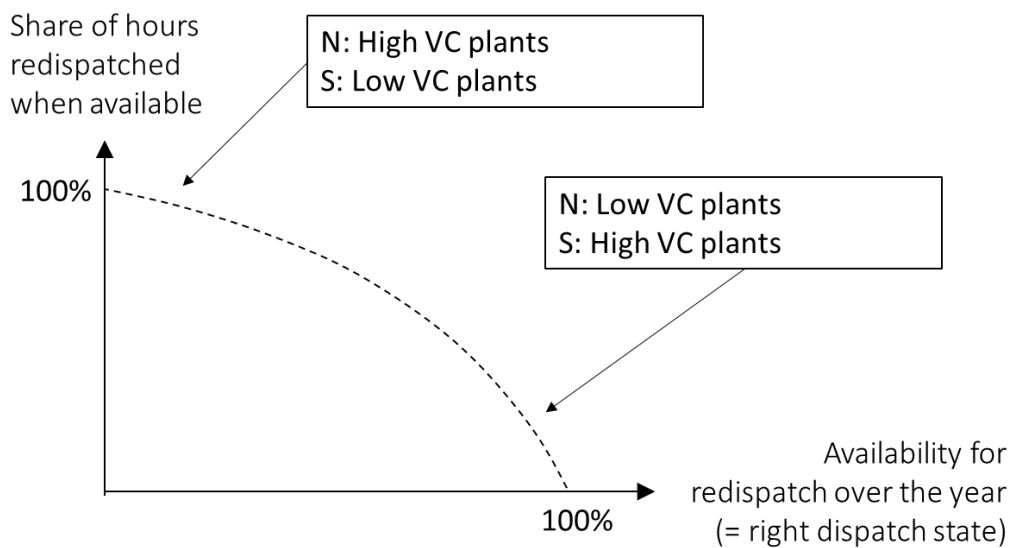 Share of hours
redispatched
when available
N: High VC plants
S: Low VC plants
100%
N: Low VC plants
S: High VC plants
100%
Availability for
redispatch over the year
(= right dispatch state)